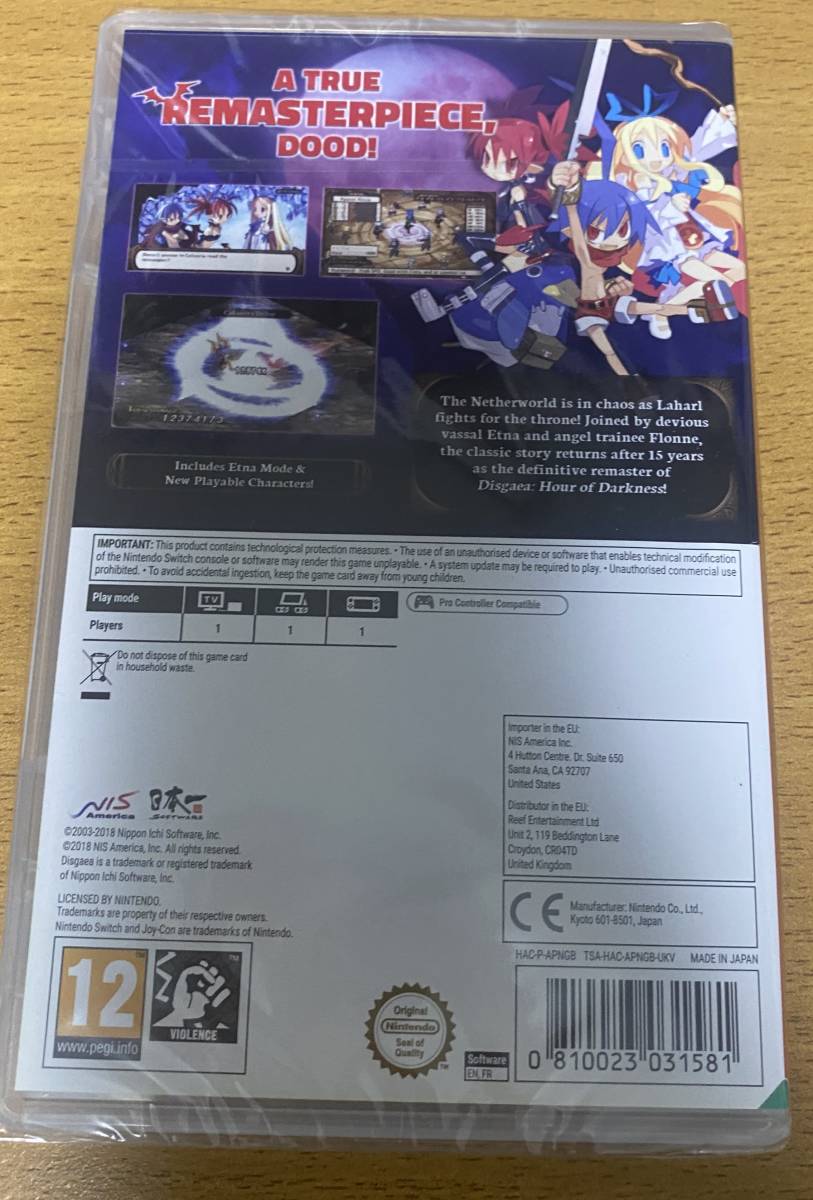 A TRUE
REMASTERPIECE,
DOOD!
12374173
Includes Etna Mode &
New Playable Characters!
The Netherworld is in chaos as Laharl
fights for the throne! Joined by devious
vassal Etna and angel trainee Flonne,
the classic story returns after 15 years
as the definitive remaster of
Disgaea: Hour of Darkness!
IMPORTANT: This product contains technological protection measures. • The use of an unauthorised device or software that enables technical modification
of the Nintendo Switch console or software may render this game unplayable. • A system update may be required to play. • Unauthorised commercial use
prohibited. • To avoid accidental ingestion, keep the game card away from young children.
Play mode TV
Pro Controller Compatible
Players 1 1 1
Do not dispose of this game card
in household waste.
Importer in the EU:
NIS America Inc.
4 Hutton Centre. Dr. Suite 650
Santa Ana, CA 92707
United States
Distributor in the EU:
Reef Entertainment Ltd
Unit 2, 119 Beddington Lane
Croydon, CR04TD
United Kingdom
NIS
America
日本一
SOFTWARE
©2003-2018 Nippon Ichi Software, Inc.
©2018 NIS America, Inc. All rights reserved.
Disgaea is a trademark or registered trademark
of Nippon Ichi Software, Inc.
LICENSED BY NINTENDO.
Trademarks are property of their respective owners.
Nintendo Switch and Joy-Con are trademarks of Nintendo.
CE
Manufacturer: Nintendo Co., Ltd.,
Kyoto 601-8501, Japan
HAC-P-APNGB TSA-HAC-APNGB-UKV MADE IN JAPAN
12
www.pegi.info
VIOLENCE
TM
Original
Nintendo
Seal of
Quality
TM
Software
EN, FR
0 810023 031581